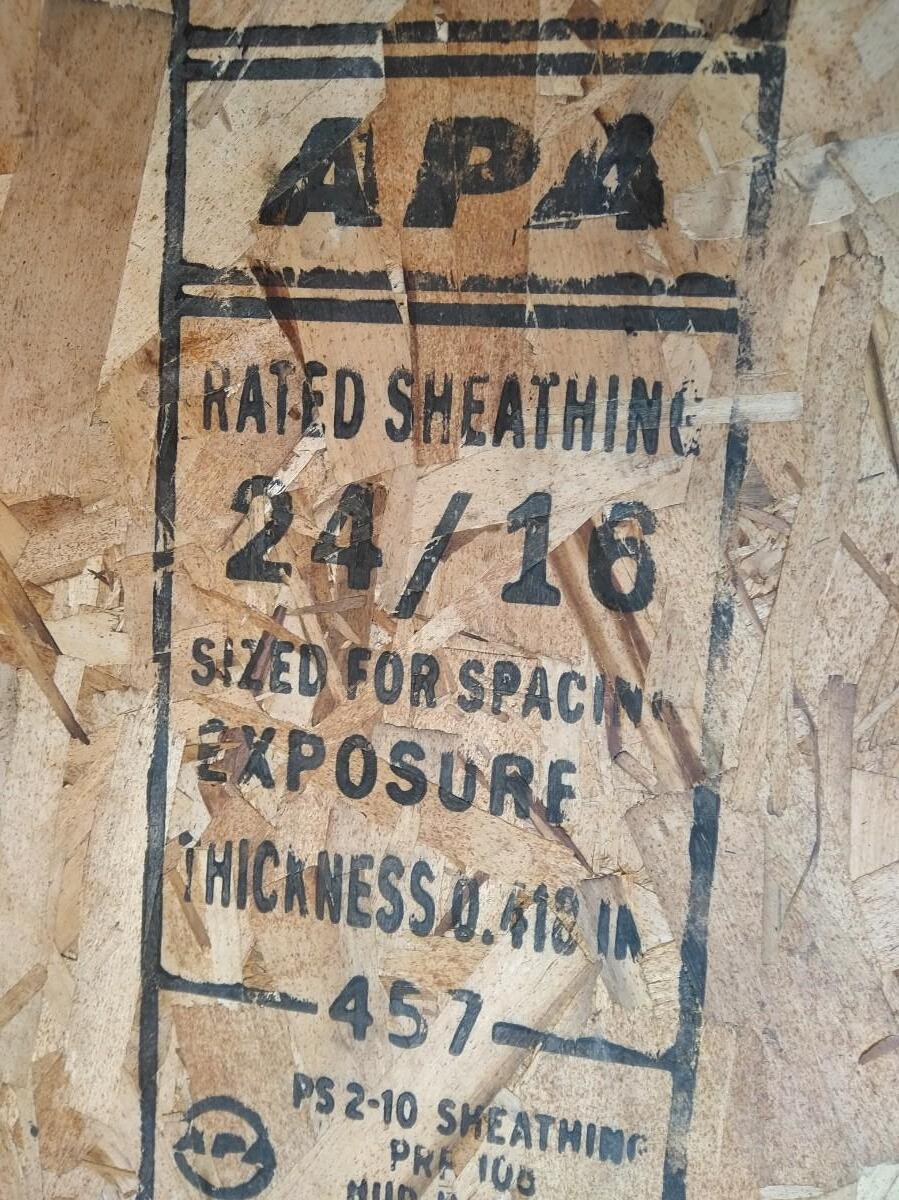 APA
RATED SHEATHING
24/16
SIZED FOR SPACING
EXPOSURE
THICKNESS 0.418 IN
457
PS 2-10 SHEATHING
APA PRP 108